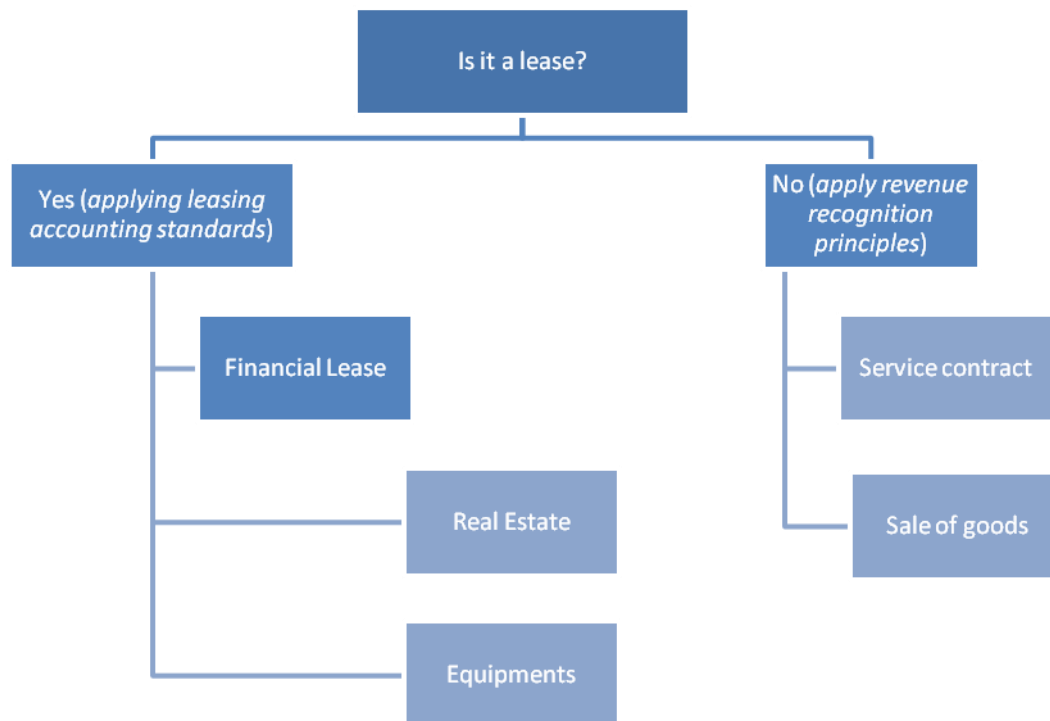 Is it a lease?
Yes (applying leasing
accounting standards)
No (apply revenue
recognition
principles)
Financial Lease
Service contract
Real Estate
Sale of goods
Equipments